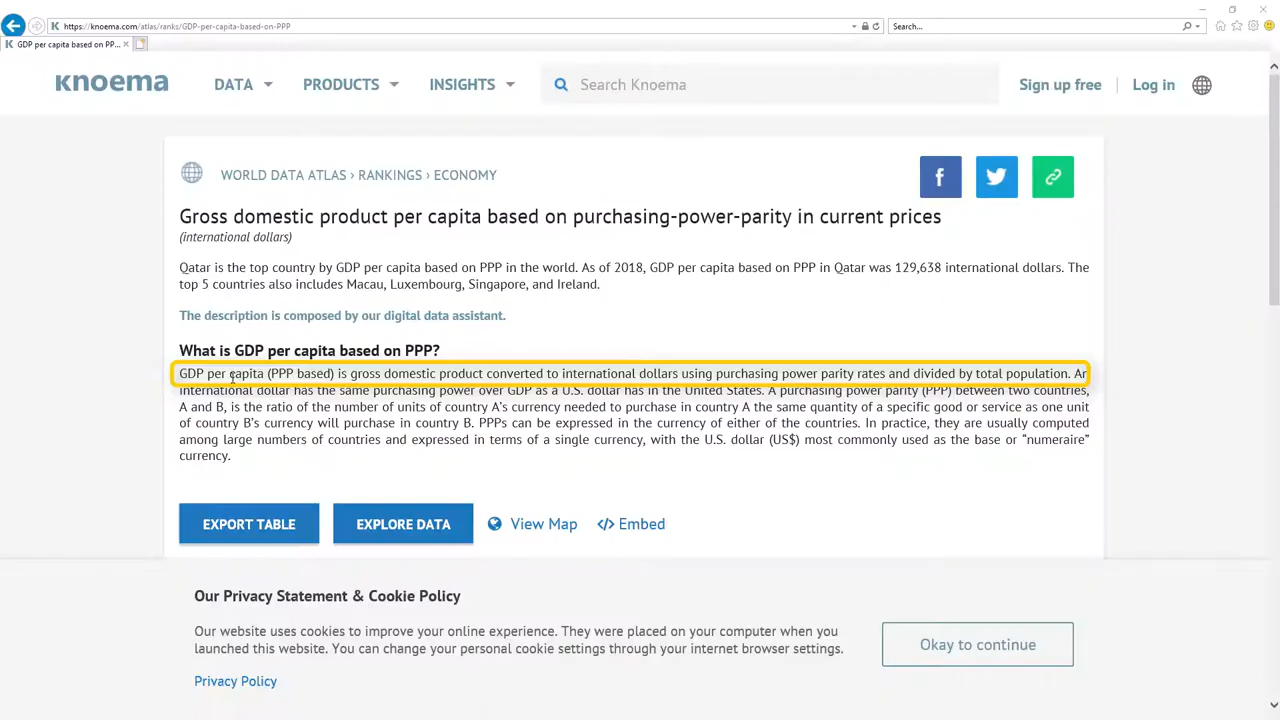 https://knoema.com/atlas/ranks/GDP-per-capita-based-on-PPP
Search...
GDP per capita based on PP...
knoema
DATA
PRODUCTS
INSIGHTS
Search Knoema
Sign up free
Log in
WORLD DATA ATLAS › RANKINGS › ECONOMY
Gross domestic product per capita based on purchasing-power-parity in current prices
(international dollars)
Qatar is the top country by GDP per capita based on PPP in the world. As of 2018, GDP per capita based on PPP in Qatar was 129,638 international dollars. The
top 5 countries also includes Macau, Luxembourg, Singapore, and Ireland.
The description is composed by our digital data assistant.
What is GDP per capita based on PPP?
GDP per capita (PPP based) is gross domestic product converted to international dollars using purchasing power parity rates and divided by total population. An
international dollar has the same purchasing power over GDP as a U.S. dollar has in the United States. A purchasing power parity (PPP) between two countries,
A and B, is the ratio of the number of units of country A’s currency needed to purchase in country A the same quantity of a specific good or service as one unit
of country B’s currency will purchase in country B. PPPs can be expressed in the currency of either of the countries. In practice, they are usually computed
among large numbers of countries and expressed in terms of a single currency, with the U.S. dollar (US$) most commonly used as the base or “numeraire”
currency.
EXPORT TABLE
EXPLORE DATA
View Map
Embed
Our Privacy Statement & Cookie Policy
Our website uses cookies to improve your online experience. They were placed on your computer when you
launched this website. You can change your personal cookie settings through your internet browser settings.
Okay to continue
Privacy Policy